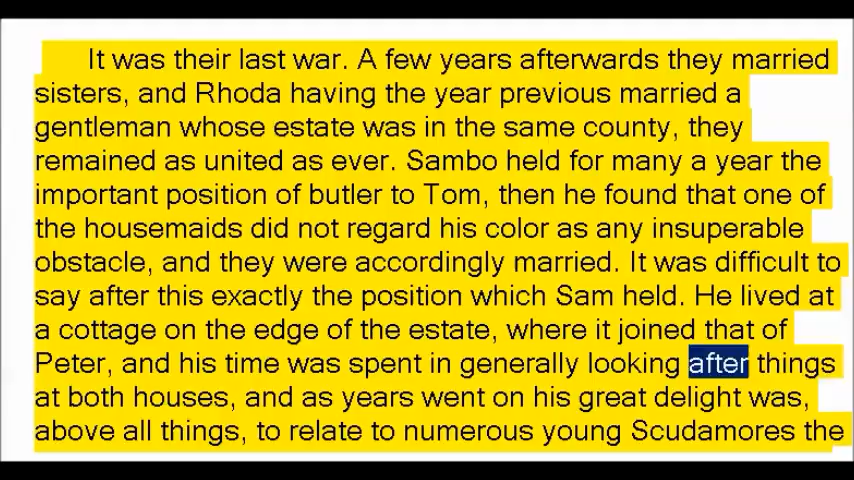 It was their last war. A few years afterwards they married
sisters, and Rhoda having the year previous married a
gentleman whose estate was in the same county, they
remained as united as ever. Sambo held for many a year the
important position of butler to Tom, then he found that one of
the housemaids did not regard his color as any insuperable
obstacle, and they were accordingly married. It was difficult to
say after this exactly the position which Sam held. He lived at
a cottage on the edge of the estate, where it joined that of
Peter, and his time was spent in generally looking after things
at both houses, and as years went on his great delight was,
above all things, to relate to numerous young Scudamores the